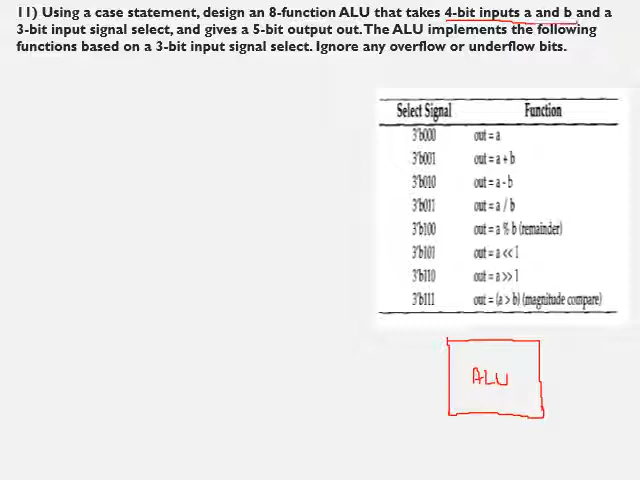 11) Using a case statement, design an 8-function ALU that takes 4-bit inputs a and b and a
3-bit input signal select, and gives a 5-bit output out. The ALU implements the following
functions based on a 3-bit input signal select. Ignore any overflow or underflow bits.
Select Signal Function
3'b000 out = a
3'b001 out = a + b
3'b010 out = a - b
3'b011 out = a / b
3'b100 out = a % b (remainder)
3'b101 out = a << 1
3'b110 out = a >> 1
3'b111 out = (a > b) (magnitude compare)
ALU